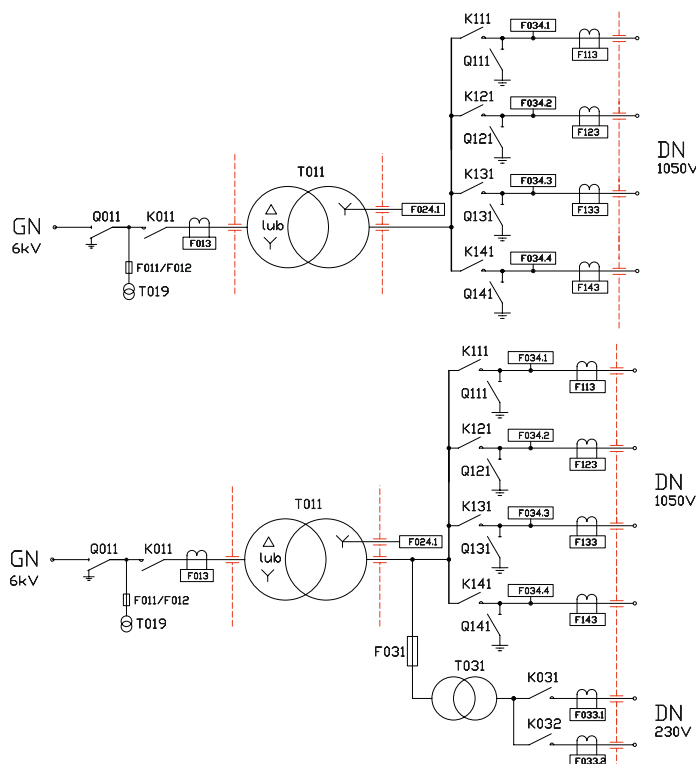 K111
F034.1
F113
Q111
K121
F034.2
F123
Q121
DN
1050V
T011
K131
F034.3
F133
Q131
Δ
lub
Y
Y
F024.1
GN
6kV
Q011
K011
F013
K141
F034.4
F143
Q141
F011/F012
T019
K111
F034.1
F113
Q111
K121
F034.2
F123
Q121
DN
1050V
T011
K131
F034.3
F133
Q131
Δ
lub
Y
Y
F024.1
GN
6kV
Q011
K011
F013
K141
F034.4
F143
Q141
F011/F012
T019
F031
T031
K031
F033.1
DN
230V
K032
F033.2